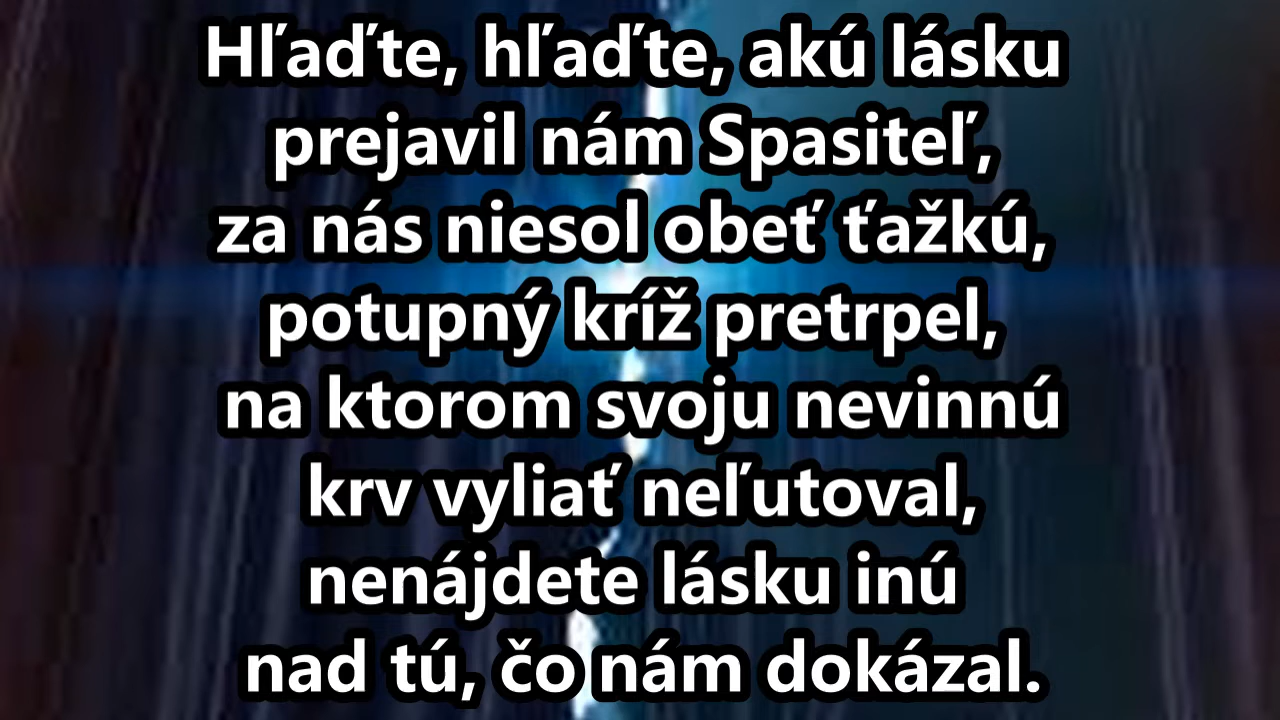 Hľaďte, hľaďte, akú lásku
prejavil nám Spasiteľ,
za nás niesol obeť ťažkú,
potupný kríž pretrpel,
na ktorom svoju nevinnú
krv vyliať neľutoval,
nenájdete lásku inú
nad tú, čo nám dokázal.